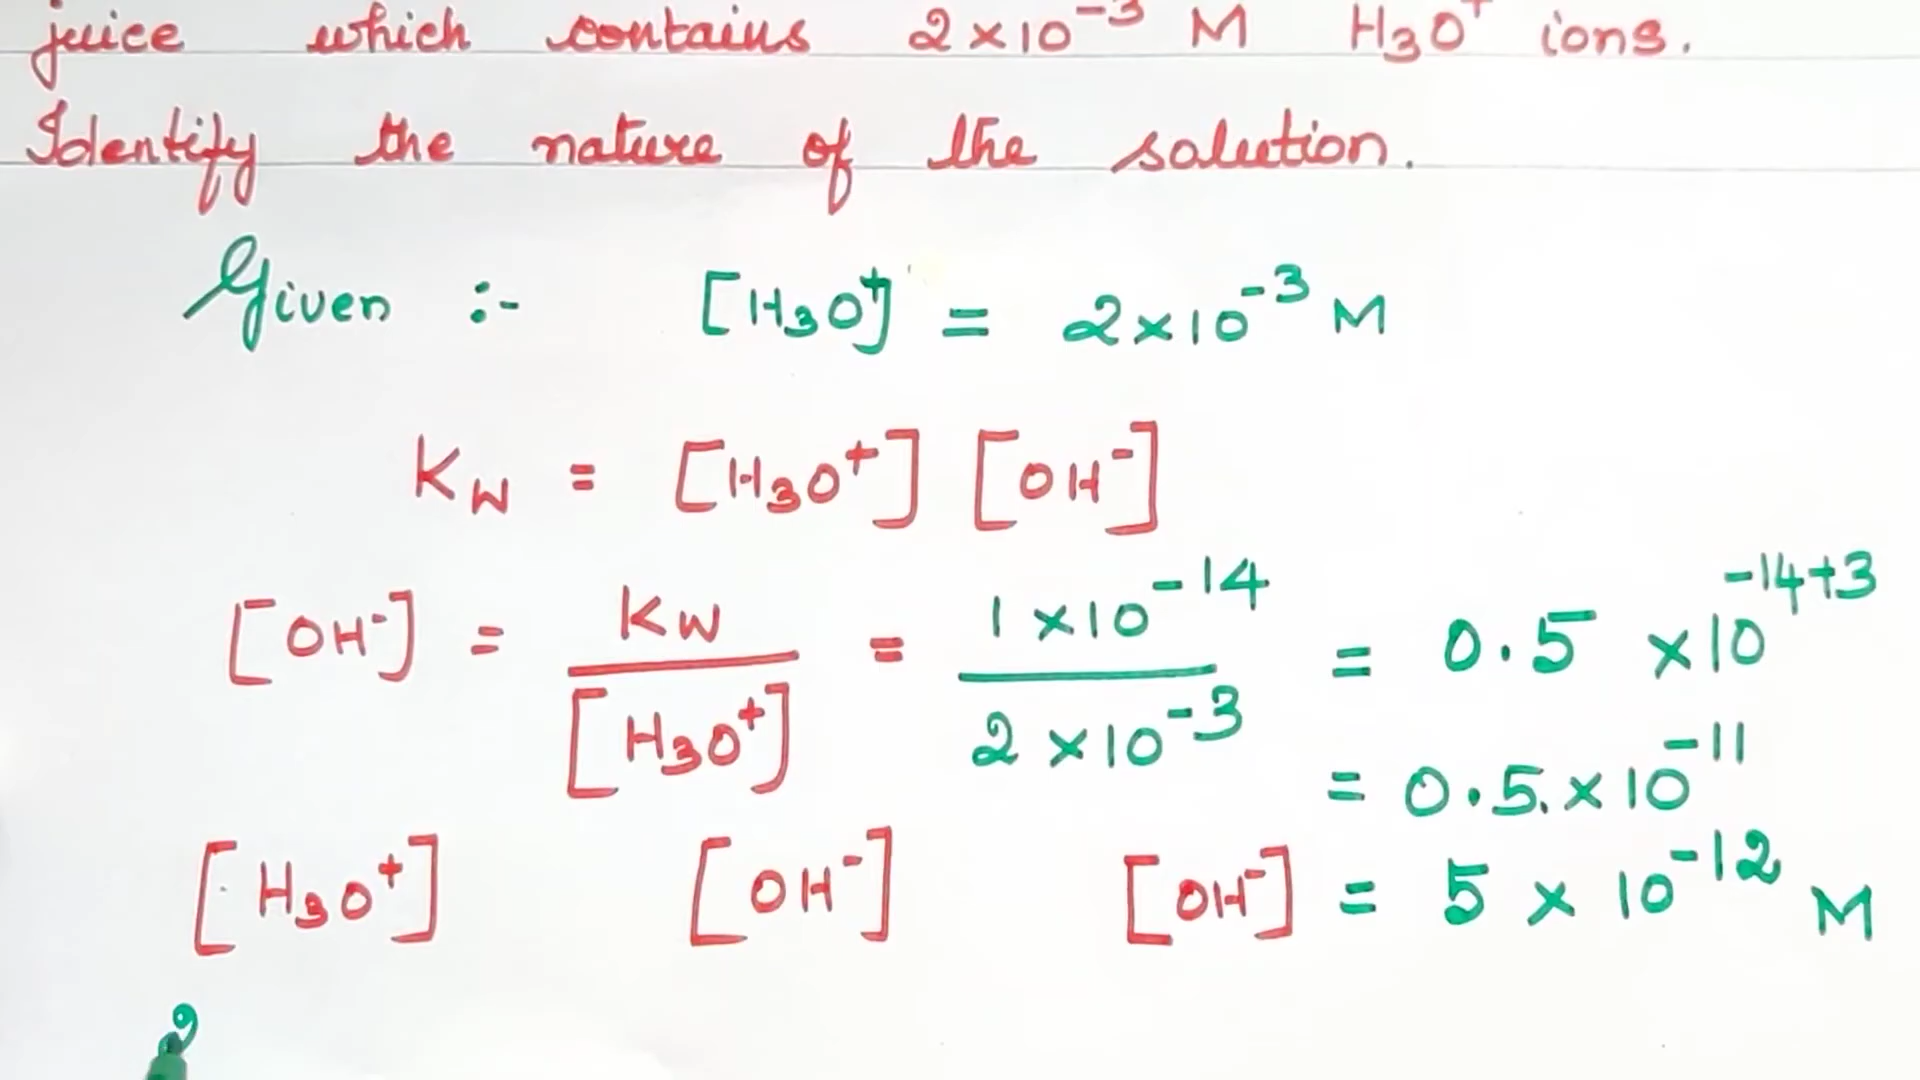 juice which contains 2×10⁻³ M H₃O⁺ ions.
Identify the nature of the solution.
Given :- [H₃O⁺] = 2×10⁻³ M
Kw = [H₃O⁺] [OH⁻]
[OH⁻] = Kw / [H₃O⁺] = 1×10⁻¹⁴ / 2×10⁻³ = 0.5 ×10⁻¹⁴⁺³
= 0.5.×10⁻¹¹
[H₃O⁺] [OH⁻] [OH⁻] = 5 × 10⁻¹² M
2